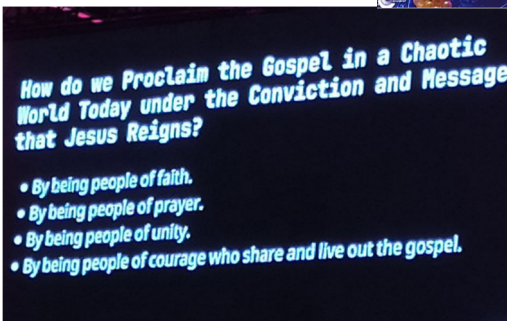 How do we Proclaim the Gospel in a Chaotic
World Today under the Conviction and Message
that Jesus Reigns?
• By being people of faith.
• By being people of prayer.
• By being people of unity.
• By being people of courage who share and live out the gospel.